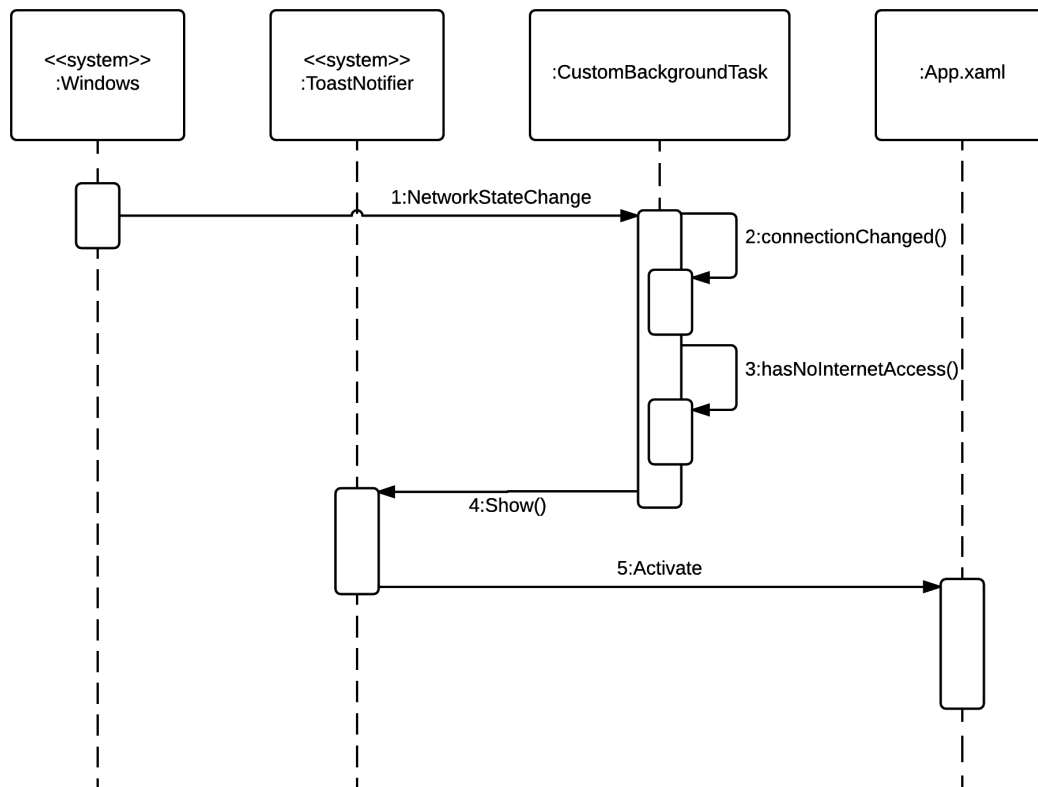 <<system>>
:Windows
<<system>>
:ToastNotifier
:CustomBackgroundTask
:App.xaml
1:NetworkStateChange
2:connectionChanged()
3:hasNoInternetAccess()
4:Show()
5:Activate